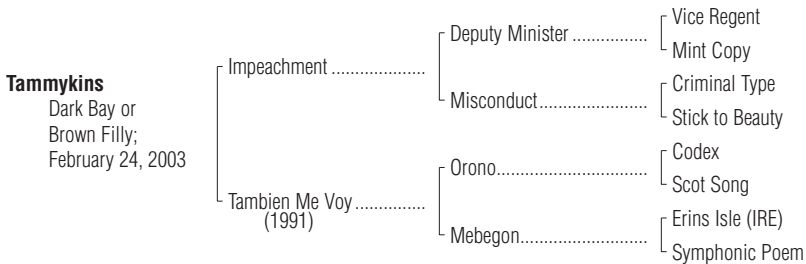 Tammykins
Dark Bay or
Brown Filly;
February 24, 2003
Impeachment ....................
Tambien Me Voy ...............
(1991)
Deputy Minister ................
Misconduct.......................
Orono................................
Mebegon...........................
Vice Regent
Mint Copy
Criminal Type
Stick to Beauty
Codex
Scot Song
Erins Isle (IRE)
Symphonic Poem